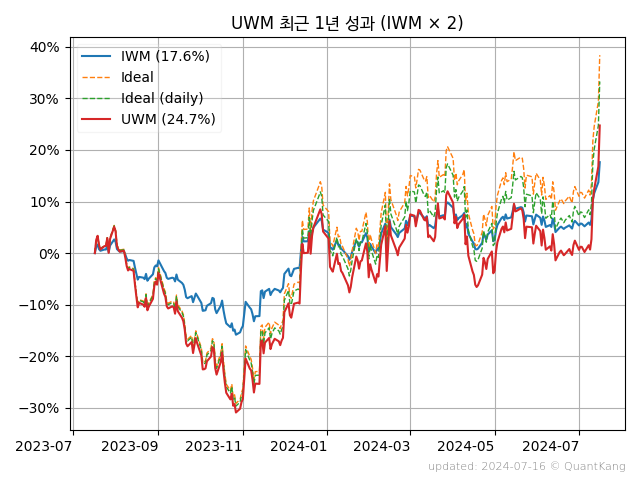 UWM 최근 1년 성과 (IWM × 2)
40%
30%
20%
10%
0%
−10%
−20%
−30%
IWM (17.6%)
Ideal
Ideal (daily)
UWM (24.7%)
2023-07 2023-09 2023-11 2024-01 2024-03 2024-05 2024-07
updated: 2024-07-16 © QuantKang